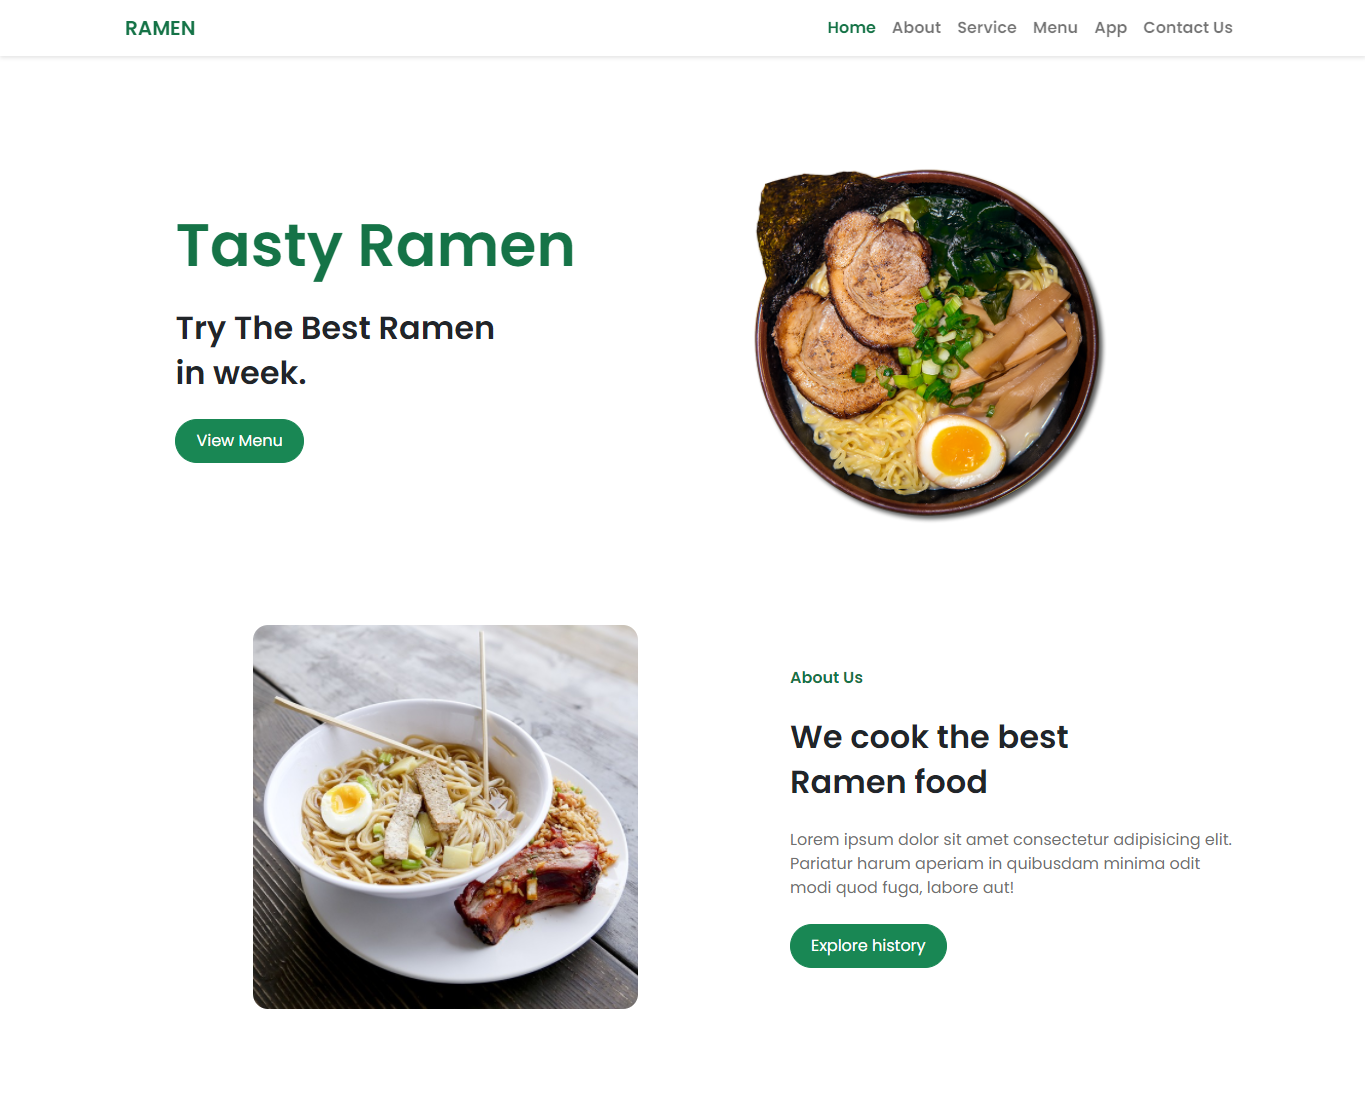 RAMEN
Home About Service Menu App Contact Us
Tasty Ramen
Try The Best Ramen
in week.
View Menu
About Us
We cook the best
Ramen food
Lorem ipsum dolor sit amet consectetur adipisicing elit.
Pariatur harum aperiam in quibusdam minima odit
modi quod fuga, labore aut!
Explore history